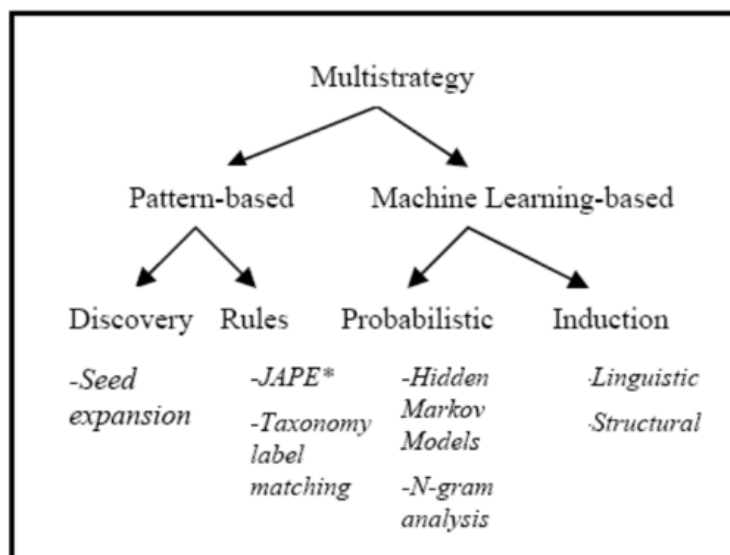 Multistrategy
Pattern-based Machine Learning-based
Discovery Rules Probabilistic Induction
-Seed
expansion
-JAPE*
-Taxonomy
label
matching
-Hidden
Markov
Models
-N-gram
analysis
·Linguistic
·Structural